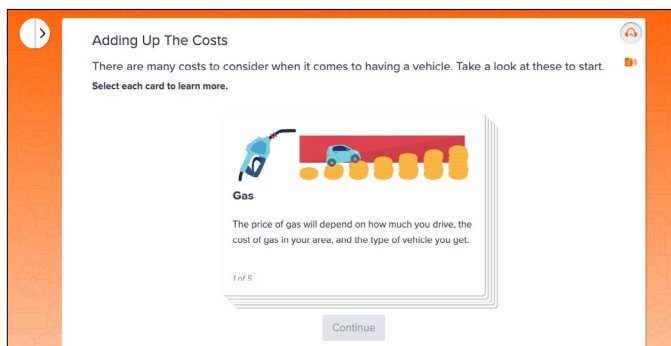 Adding Up The Costs
There are many costs to consider when it comes to having a vehicle. Take a look at these to start.
Select each card to learn more.
Gas
The price of gas will depend on how much you drive, the
cost of gas in your area, and the type of vehicle you get.
1 of 5
Continue